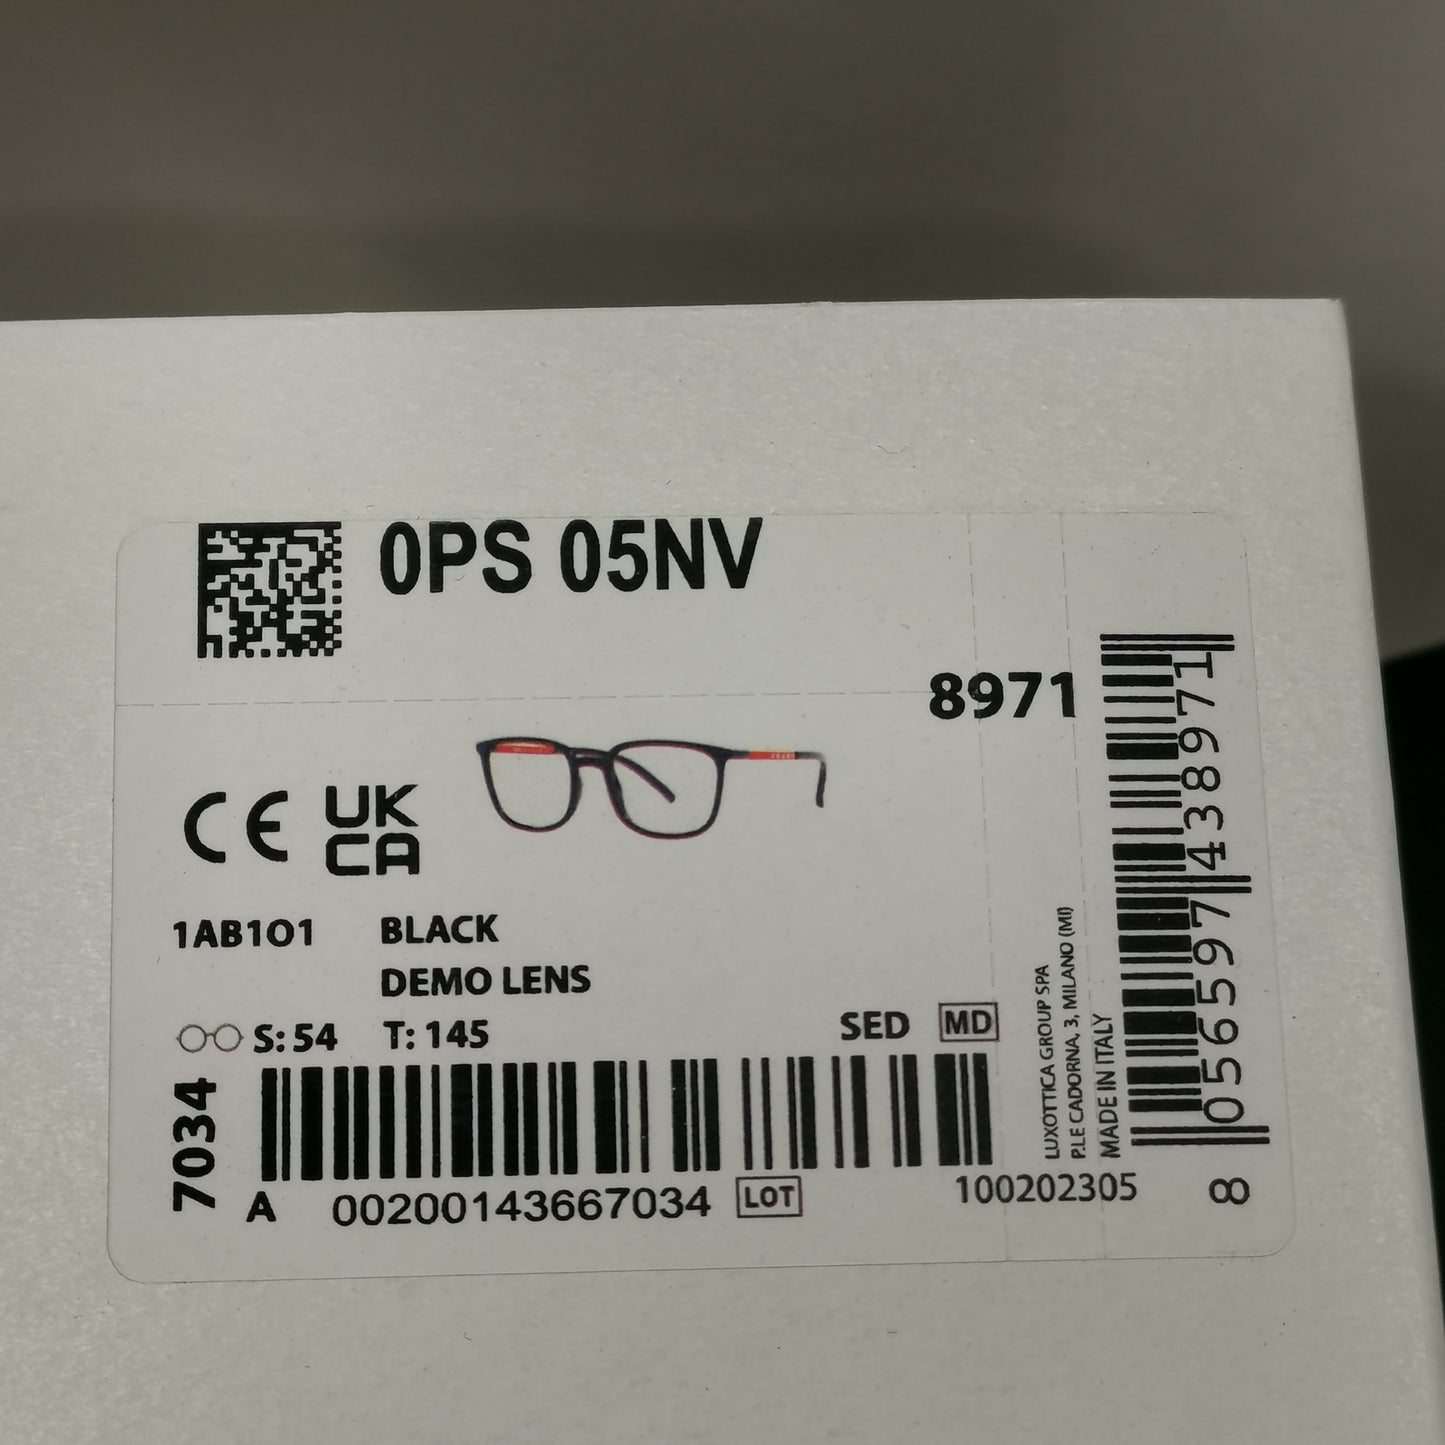 0PS 05NV
8971
CE UK
CA
1AB1O1 BLACK
DEMO LENS
S: 54 T: 145 SED MD
7034
A 00200143667034 LOT 100202305
LUXOTTICA GROUP SPA
P.LE CADORNA, 3, MILANO (MI)
MADE IN ITALY
8 056597 438971